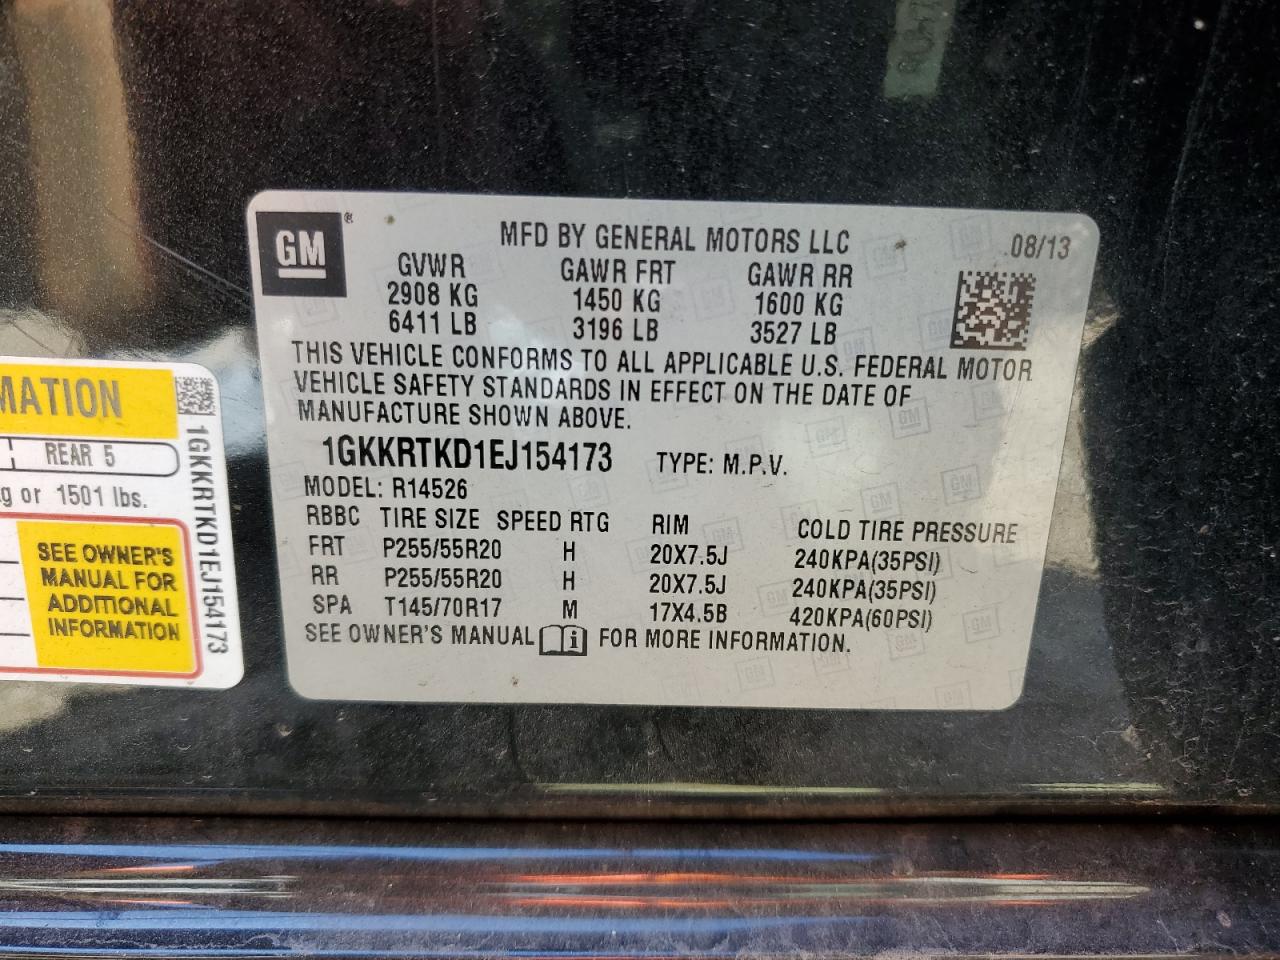 GM®
MFD BY GENERAL MOTORS LLC 08/13
GVWR GAWR FRT GAWR RR
2908 KG 1450 KG 1600 KG
6411 LB 3196 LB 3527 LB
THIS VEHICLE CONFORMS TO ALL APPLICABLE U.S. FEDERAL MOTOR
VEHICLE SAFETY STANDARDS IN EFFECT ON THE DATE OF
MANUFACTURE SHOWN ABOVE.
1GKKRTKD1EJ154173 TYPE: M.P.V.
MODEL: R14526
RBBC TIRE SIZE SPEED RTG RIM COLD TIRE PRESSURE
FRT P255/55R20 H 20X7.5J 240KPA(35PSI)
RR P255/55R20 H 20X7.5J 240KPA(35PSI)
SPA T145/70R17 M 17X4.5B 420KPA(60PSI)
SEE OWNER'S MANUAL i FOR MORE INFORMATION.
MATION
REAR 5
g or 1501 lbs.
SEE OWNER'S
MANUAL FOR
ADDITIONAL
INFORMATION
1GKKRTKD1EJ154173